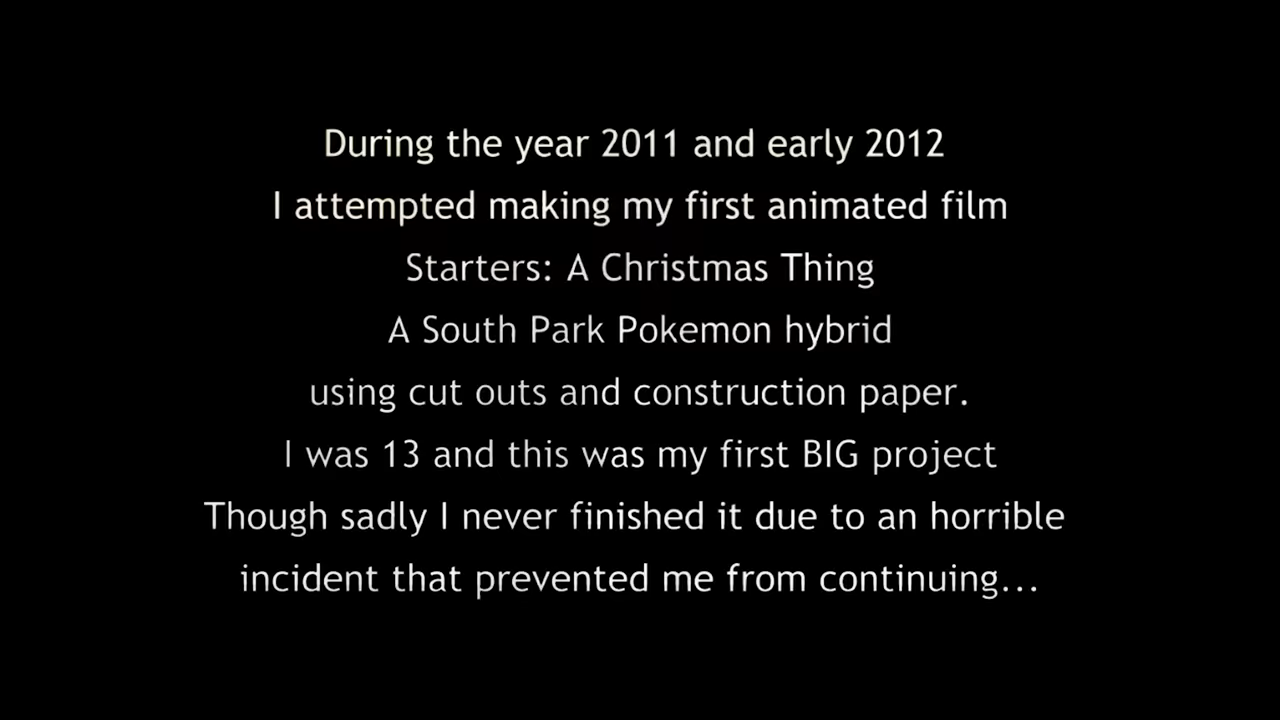 During the year 2011 and early 2012
I attempted making my first animated film
Starters: A Christmas Thing
A South Park Pokemon hybrid
using cut outs and construction paper.
I was 13 and this was my first BIG project
Though sadly I never finished it due to an horrible
incident that prevented me from continuing...